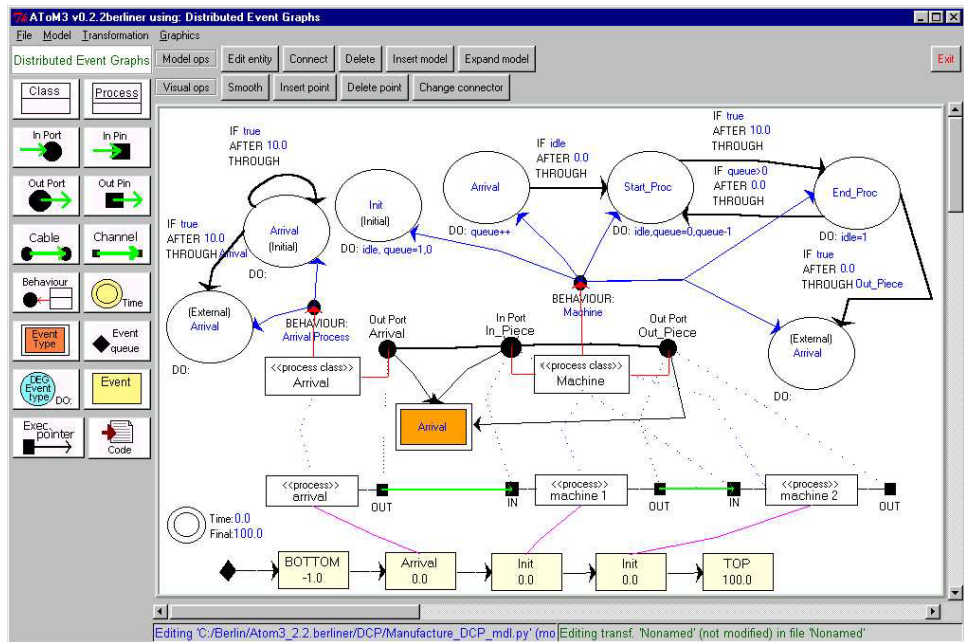 AToM3 v0.2.2berliner using: Distributed Event Graphs
File Model Transformation Graphics
Distributed Event Graphs
Model ops Edit entity Connect Delete Insert model Expand model Exit
Visual ops Smooth Insert point Delete point Change connector
Class Process
In Port In Pin
Out Port Out Pin
Cable Channel
Behaviour Time
Event Type
Event queue
DEG Event type DO:
Event
Exec. pointer
Code
IF true
AFTER 10.0
THROUGH
IF idle
AFTER 0.0
THROUGH
IF true
AFTER 10.0
THROUGH
IF queue>0
AFTER 0.0
THROUGH
Arrival
(Initial)
DO:
Init
(Initial)
DO: idle, queue=1,0
Arrival
DO: queue++
Start_Proc
DO: idle,queue=0,queue-1
End_Proc
DO: idle=1
IF true
AFTER 10.0
THROUGH Arrival
IF true
AFTER 0.0
THROUGH Out_Piece
(External)
Arrival
DO:
BEHAVIOUR:
Arrival Process
BEHAVIOUR:
Machine
(External)
Arrival
DO:
Out Port
Arrival
In Port
In_Piece
Out Port
Out_Piece
<<process class>>
Arrival
<<process class>>
Machine
Arrival
<<process>>
arrival
OUT
IN
<<process>>
machine 1
OUT
IN
<<process>>
machine 2
OUT
Time:0.0
Final:100.0
BOTTOM
-1.0
Arrival
0.0
Init
0.0
Init
0.0
TOP
100.0
Editing 'C:/Berlin/Atom3_2.2.berliner/DCP/Manufacture_DCP_mdl.py' (mo
Editing transf. 'Nonamed' (not modified) in file 'Nonamed'